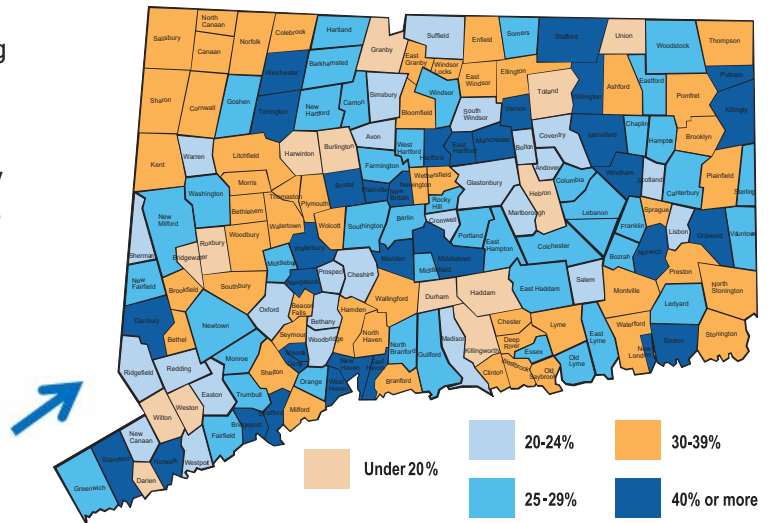 g
y
Salisbury
North
Canaan
Canaan
Norfolk
Colebrook
Hartland
Granby
Suffield
Enfield
Somers
Stafford
Union
Woodstock
Thompson
East
Granby
Windsor
Locks
East
Windsor
Ellington
Winchester
Barkhamsted
Simsbury
Windsor
Tolland
Willington
Ashford
Eastford
Pomfret
Putnam
Killingly
Sharon
Cornwall
Goshen
Torrington
New
Hartford
Canton
Bloomfield
South
Windsor
Vernon
Coventry
Mansfield
Chaplin
Hampton
Brooklyn
Kent
Warren
Litchfield
Harwinton
Burlington
Avon
West
Hartford
Hartford
East
Hartford
Manchester
Bolton
Andover
Columbia
Windham
Scotland
Canterbury
Plainfield
Sterling
Farmington
Washington
Morris
Bethlehem
Thomaston
Plymouth
Bristol
Plainville
New
Britain
Newington
Wethersfield
Rocky
Hill
Glastonbury
Hebron
Marlborough
Lebanon
Franklin
Sprague
Lisbon
Griswold
Voluntown
New
Milford
Roxbury
Woodbury
Watertown
Wolcott
Southington
Berlin
Cromwell
Portland
East
Hampton
Colchester
Bozrah
Norwich
Preston
North
Stonington
Sherman
Bridgewater
Waterbury
Middlebury
Naugatuck
Prospect
Cheshire
Meriden
Middletown
Middlefield
Durham
Haddam
East Haddam
Salem
Montville
Ledyard
New
Fairfield
Brookfield
Southbury
Oxford
Beacon
Falls
Bethany
Hamden
Wallingford
Danbury
Bethel
Newtown
Seymour
Woodbridge
North
Haven
North
Branford
Guilford
Madison
Killingworth
Chester
Deep
River
Essex
Lyme
Old
Lyme
East
Lyme
Waterford
New
London
Groton
Stonington
Ridgefield
Redding
Monroe
Shelton
Ansonia
Derby
Orange
New
Haven
West
Haven
East
Haven
Branford
Clinton
Westbrook
Old
Saybrook
Easton
Trumbull
Milford
Stratford
Bridgeport
Wilton
Weston
Fairfield
Westport
Norwalk
New
Canaan
Darien
Stamford
Greenwich
Under 20%
20-24%
25-29%
30-39%
40% or more